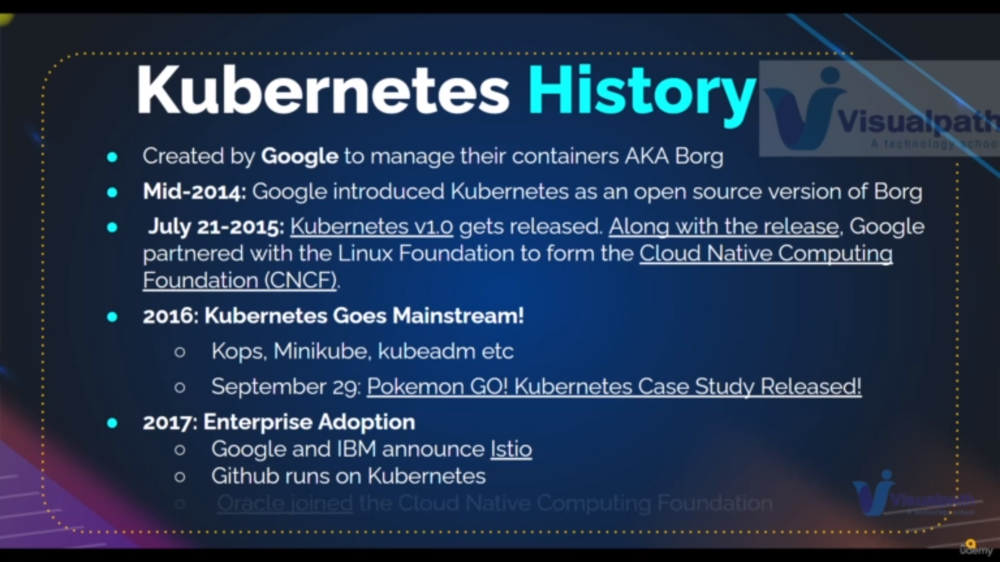 Kubernetes History
Visualpath
A technology schoo
● Created by Google to manage their containers AKA Borg
● Mid-2014: Google introduced Kubernetes as an open source version of Borg
● July 21-2015: Kubernetes v1.0 gets released. Along with the release, Google
partnered with the Linux Foundation to form the Cloud Native Computing
Foundation (CNCF).
● 2016: Kubernetes Goes Mainstream!
○ Kops, Minikube, kubeadm etc
○ September 29: Pokemon GO! Kubernetes Case Study Released!
● 2017: Enterprise Adoption
○ Google and IBM announce Istio
○ Github runs on Kubernetes
○ Oracle joined the Cloud Native Computing Foundation
Visualpath
A technology school
ûdemy